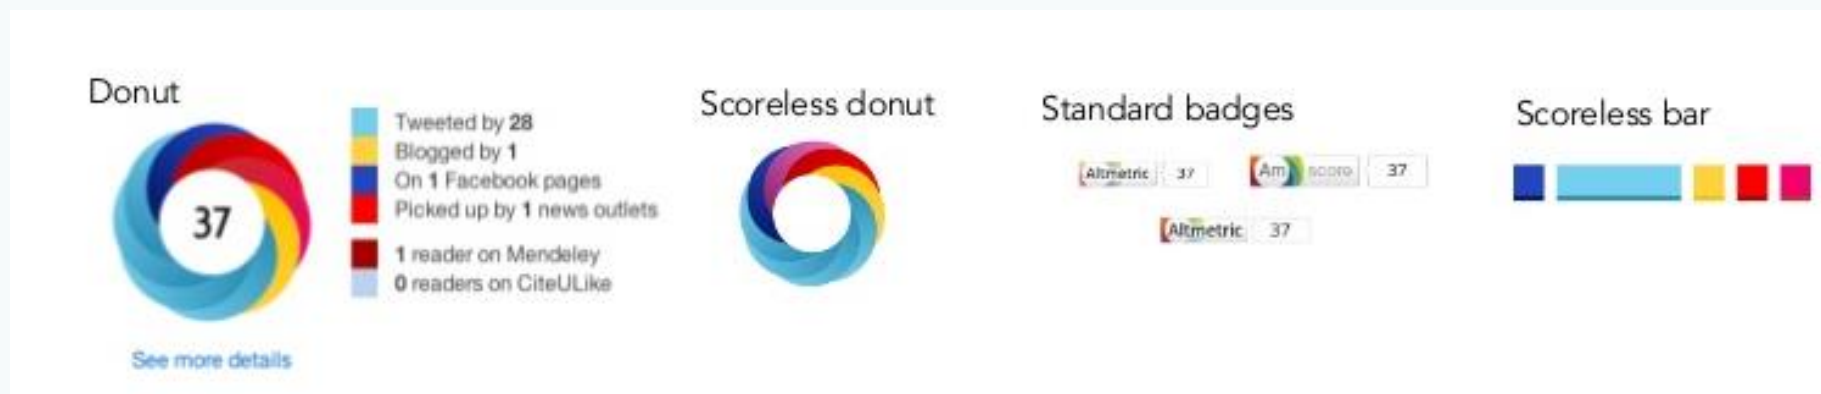 Donut
37
Tweeted by 28
Blogged by 1
On 1 Facebook pages
Picked up by 1 news outlets
1 reader on Mendeley
0 readers on CiteULike
See more details
Scoreless donut
Standard badges
Altmetric 37
Am score 37
Altmetric 37
Scoreless bar